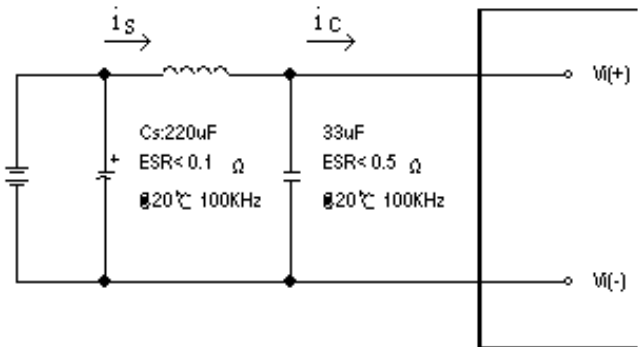 is
ic
Vi(+)
Cs:220uF
ESR< 0.1 Ω
@20℃ 100KHz
+
33uF
ESR< 0.5 Ω
@20℃ 100KHz
Vi(-)